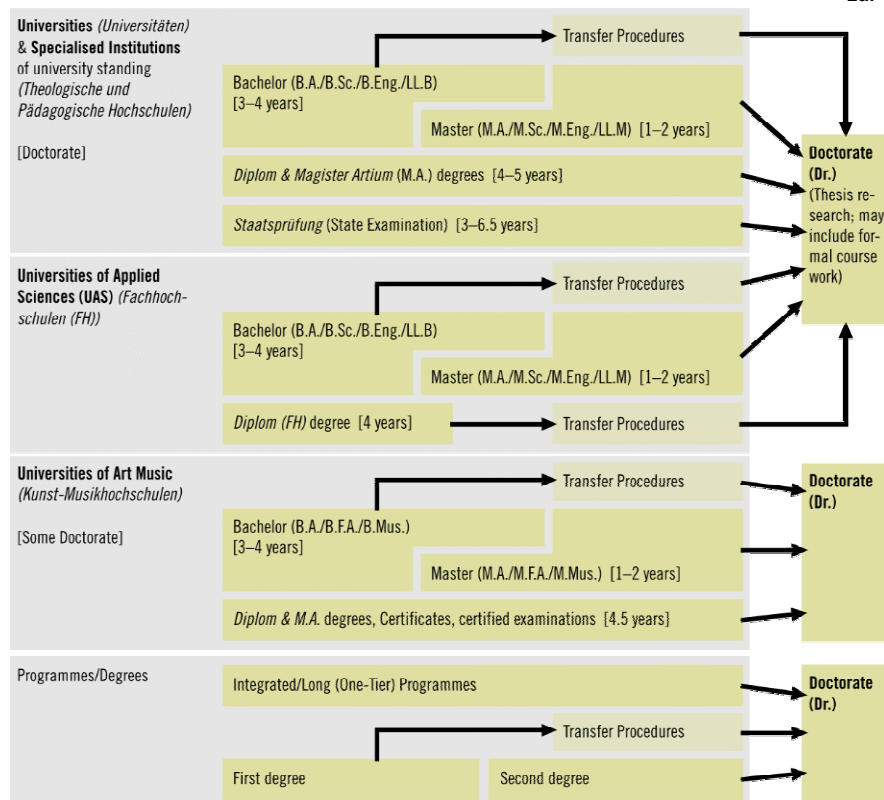 Universities (Universitäten)
& Specialised Institutions
of university standing
(Theologische und
Pädagogische Hochschulen)
[Doctorate]
Transfer Procedures
Bachelor (B.A./B.Sc./B.Eng./LL.B)
[3–4 years]
Master (M.A./M.Sc./M.Eng./LL.M) [1–2 years]
Diplom & Magister Artium (M.A.) degrees [4–5 years]
Staatsprüfung (State Examination) [3–6.5 years]
Doctorate
(Dr.)
(Thesis re-
search; may
include for-
mal course
work)
Universities of Applied
Sciences (UAS) (Fachhoch-
schulen (FH))
Transfer Procedures
Bachelor (B.A./B.Sc./B.Eng./LL.B)
[3–4 years]
Master (M.A./M.Sc./M.Eng./LL.M) [1–2 years]
Diplom (FH) degree [4 years]
Transfer Procedures
Universities of Art Music
(Kunst-Musikhochschulen)
[Some Doctorate]
Transfer Procedures
Bachelor (B.A./B.F.A./B.Mus.)
[3–4 years]
Master (M.A./M.F.A./M.Mus.) [1–2 years]
Diplom & M.A. degrees, Certificates, certified examinations [4.5 years]
Doctorate
(Dr.)
Programmes/Degrees
Integrated/Long (One-Tier) Programmes
Transfer Procedures
First degree
Second degree
Doctorate
(Dr.)